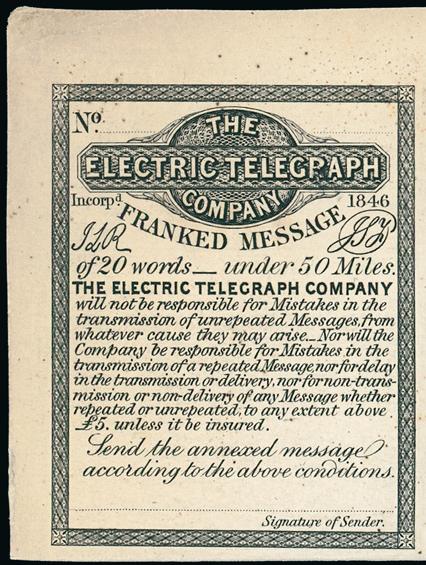 No.
THE
ELECTRIC TELEGRAPH
COMPANY
Incorpd. 1846
FRANKED MESSAGE
of 20 words — under 50 Miles.
THE ELECTRIC TELEGRAPH COMPANY
will not be responsible for Mistakes in the
transmission of unrepeated Messages, from
whatever cause they may arise._ Nor will the
Company be responsible for Mistakes in the
transmission of a repeated Message, nor for delay
in the transmission or delivery, nor for non-trans-
mission or non-delivery of any Message whether
repeated or unrepeated, to any extent above
£5. unless it be insured.
Send the annexed message
according to the above conditions.
Signature of Sender.